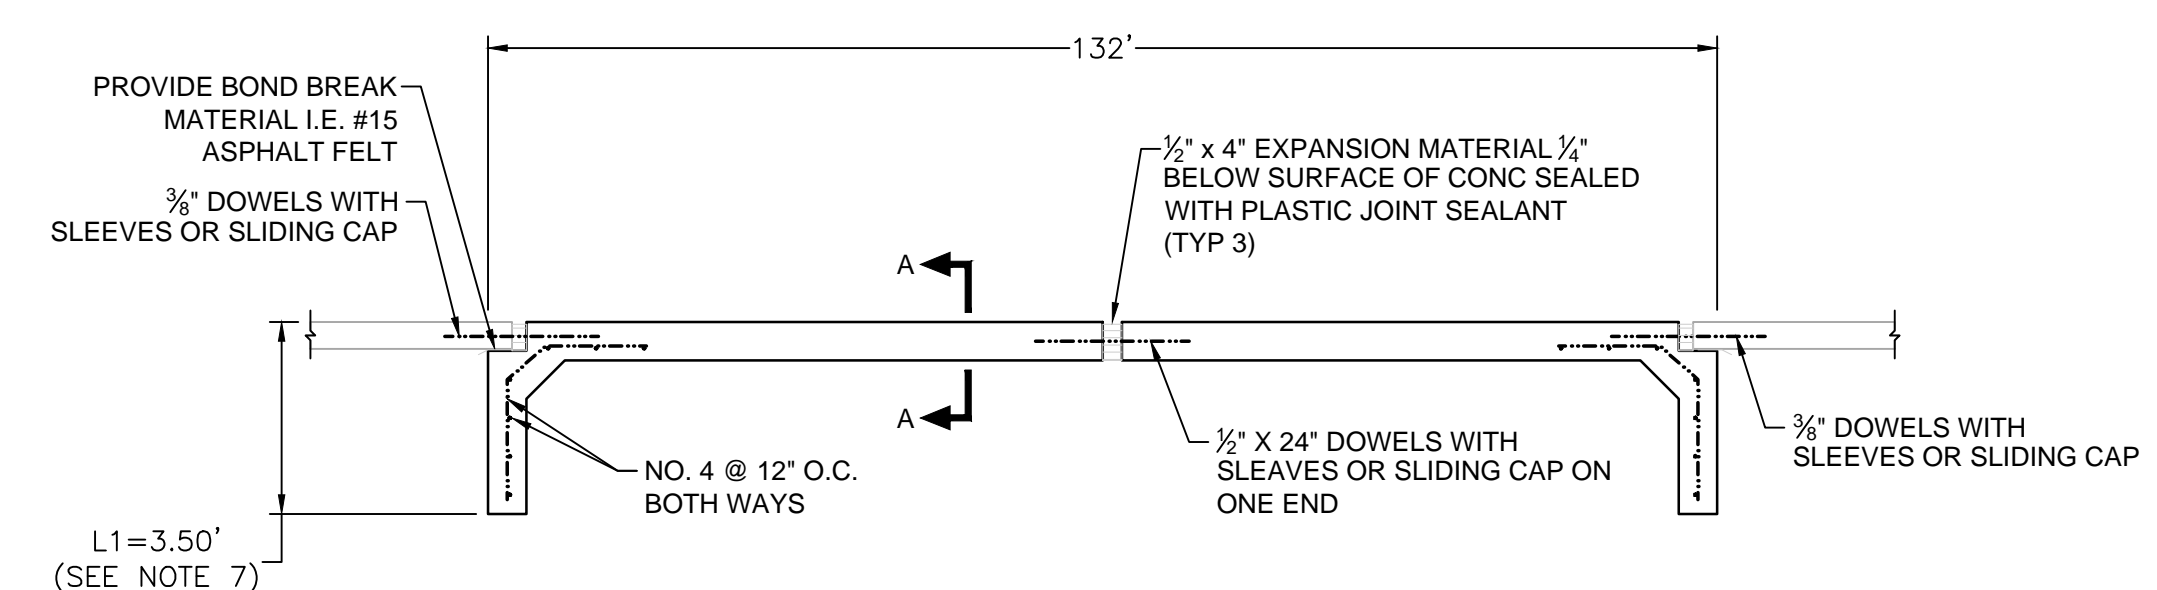 132'
PROVIDE BOND BREAK
MATERIAL I.E. #15
ASPHALT FELT
⅜" DOWELS WITH
SLEEVES OR SLIDING CAP
½" x 4" EXPANSION MATERIAL ¼"
BELOW SURFACE OF CONC SEALED
WITH PLASTIC JOINT SEALANT
(TYP 3)
A
A
NO. 4 @ 12" O.C.
BOTH WAYS
½" X 24" DOWELS WITH
SLEAVES OR SLIDING CAP ON
ONE END
⅜" DOWELS WITH
SLEEVES OR SLIDING CAP
L1=3.50'
(SEE NOTE 7)